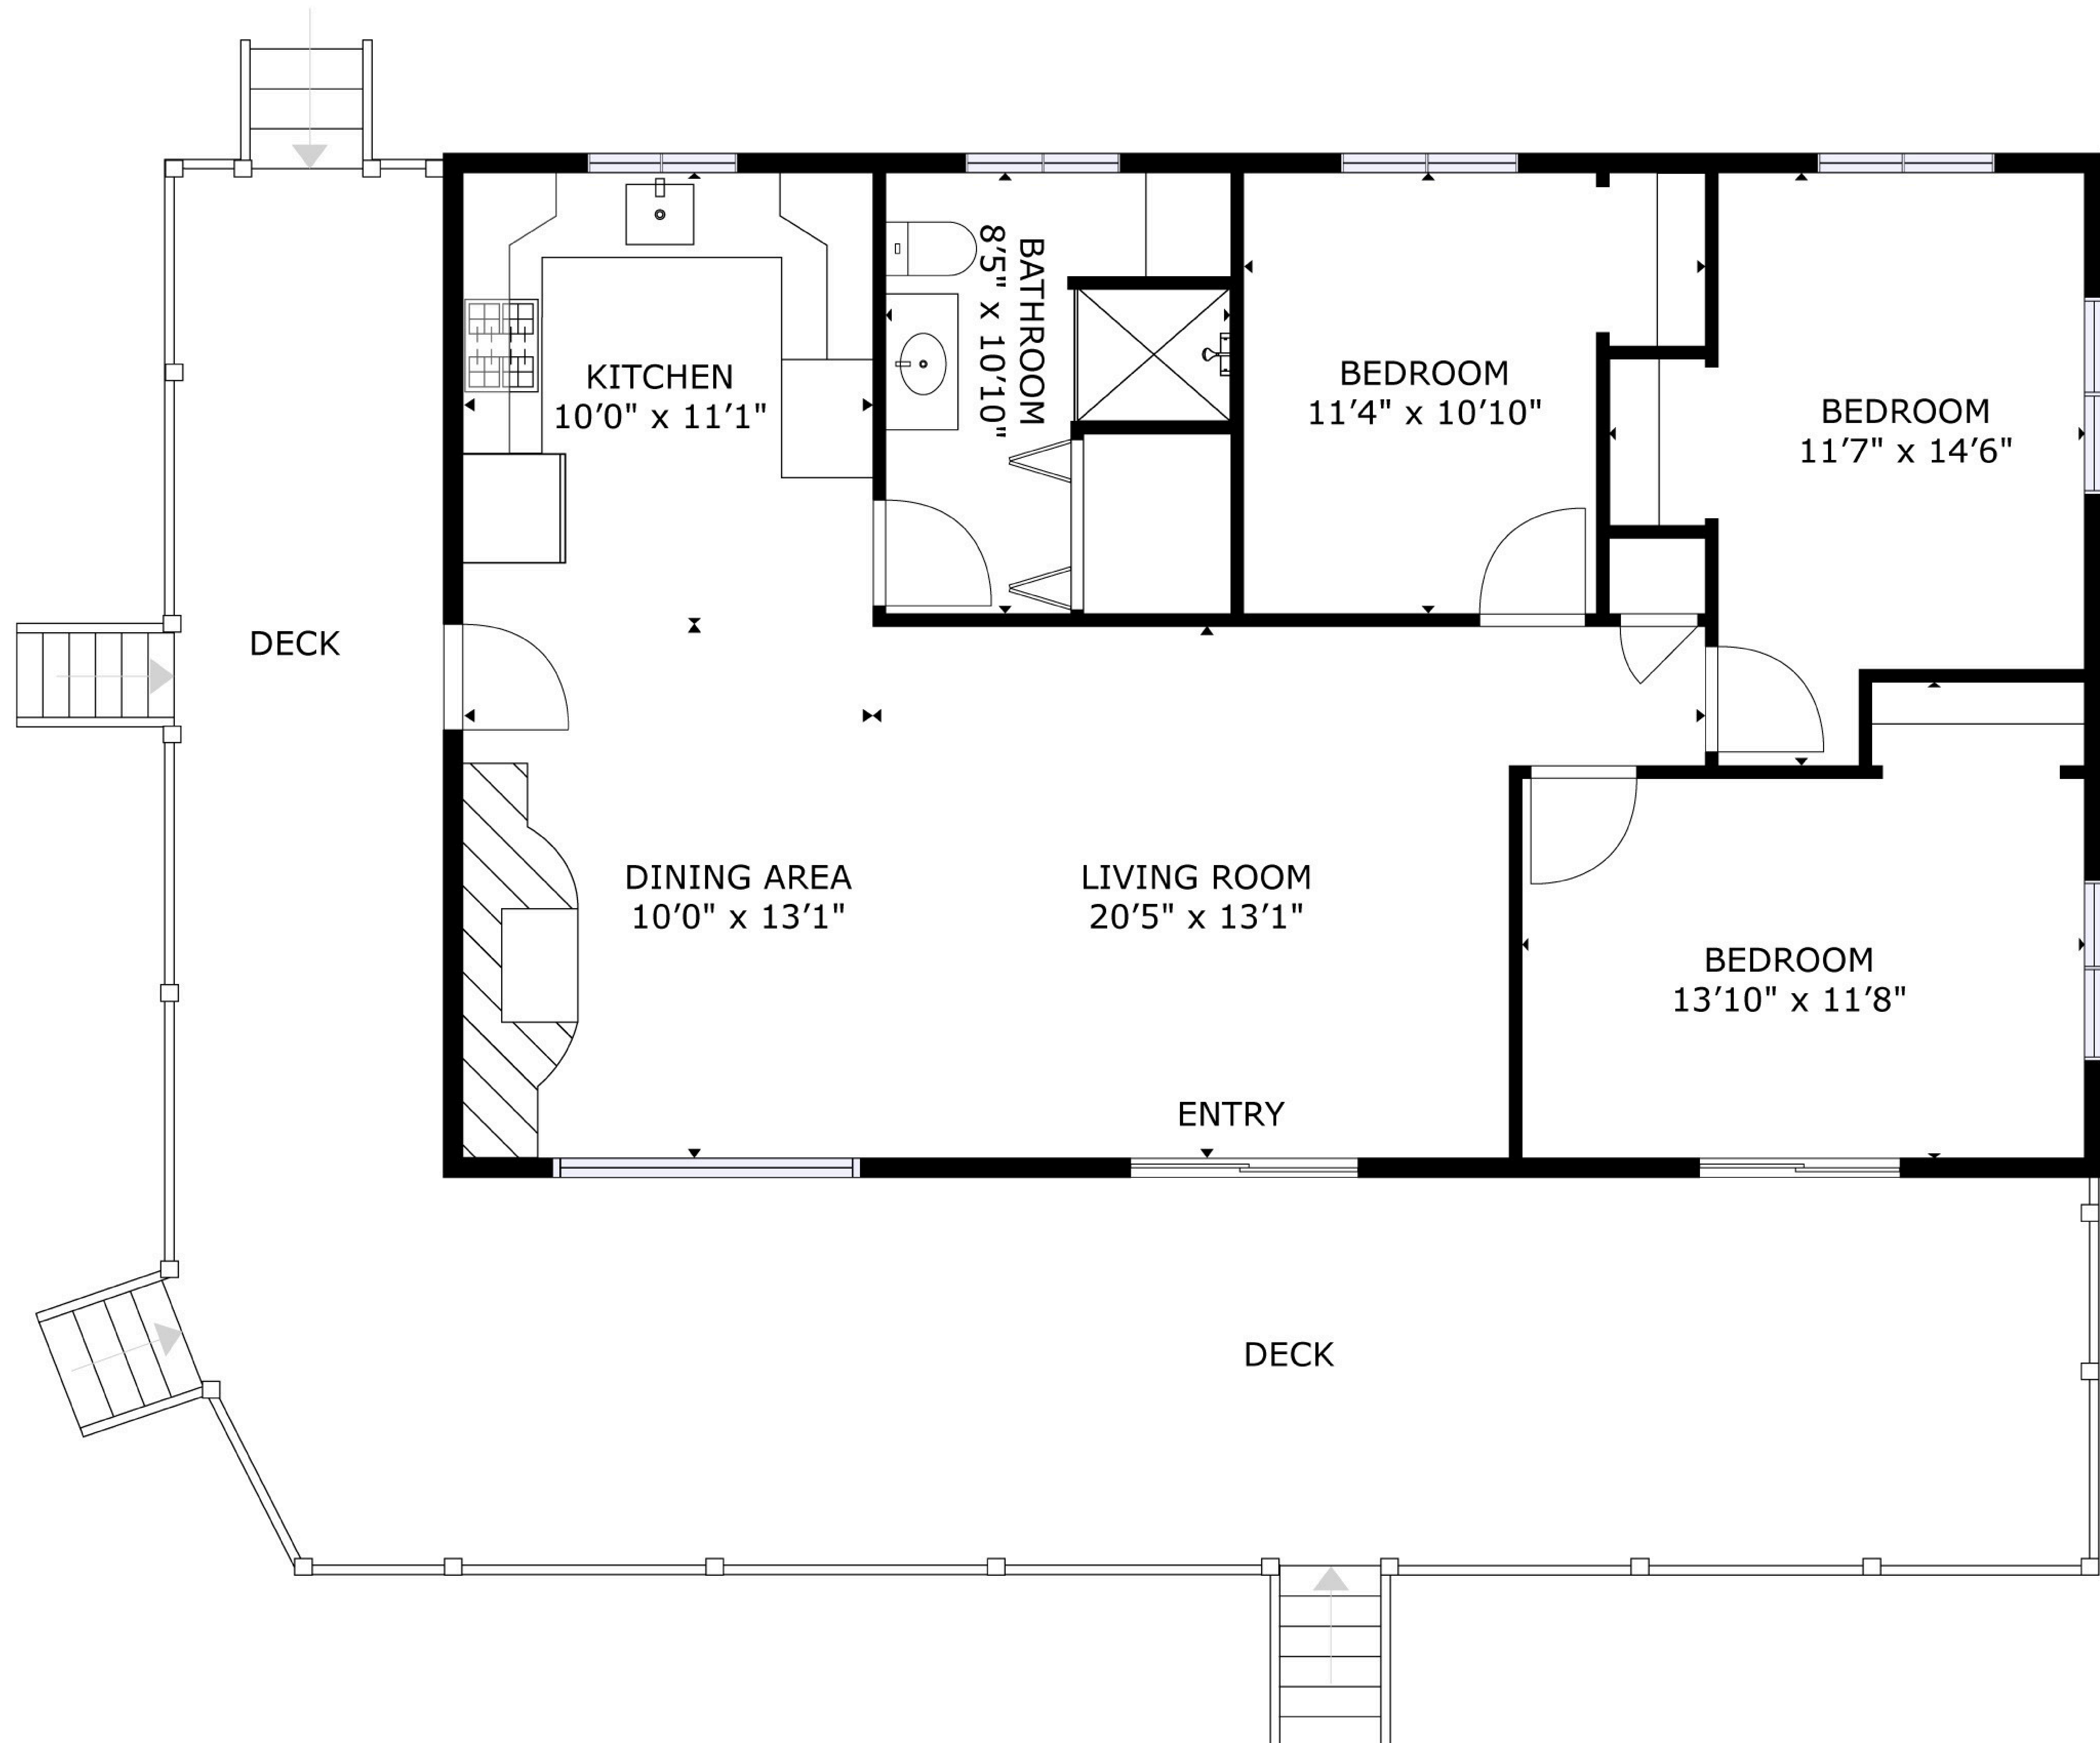 KITCHEN
10'0" x 11'1"
BATHROOM
8'5" x 10'10"
BEDROOM
11'4" x 10'10"
BEDROOM
11'7" x 14'6"
DECK
DINING AREA
10'0" x 13'1"
LIVING ROOM
20'5" x 13'1"
BEDROOM
13'10" x 11'8"
ENTRY
DECK